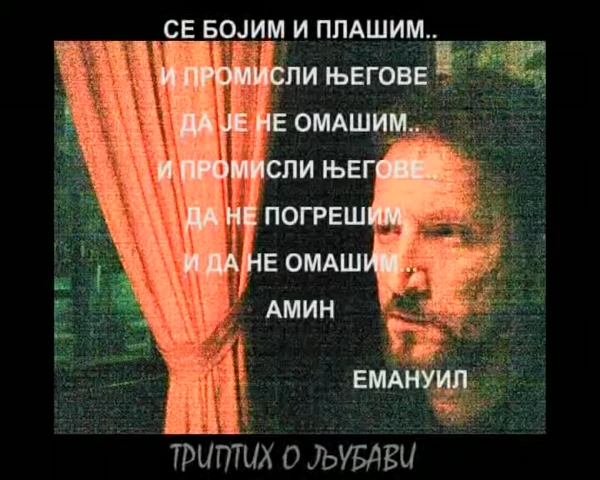 СЕ БОЈИМ И ПЛАШИМ..
И ПРОМИСЛИ ЊЕГОВЕ
ДА ЈЕ НЕ ОМАШИМ..
И ПРОМИСЛИ ЊЕГОВЕ..
ДА НЕ ПОГРЕШИМ
И ДА НЕ ОМАШИМ...
АМИН
ЕМАНУИЛ
ТРИПТИХ О ЉУБАВИ